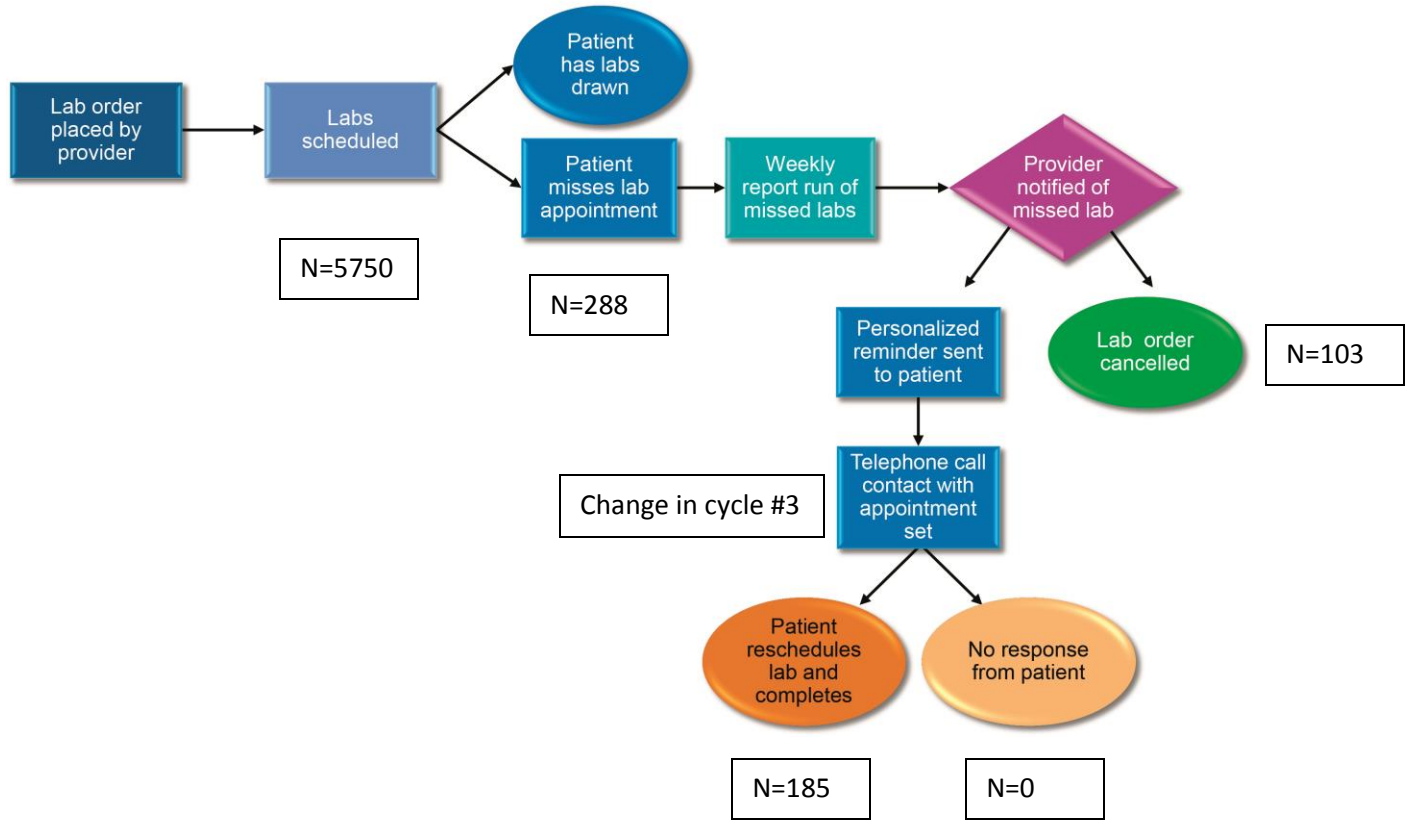 Lab order
placed by
provider
Labs
scheduled
N=5750
Patient
has labs
drawn
Patient
misses lab
appointment
N=288
Weekly
report run of
missed labs
Provider
notified of
missed lab
Lab order
cancelled
N=103
Personalized
reminder sent
to patient
Change in cycle #3
Telephone call
contact with
appointment
set
Patient
reschedules
lab and
completes
N=185
No response
from patient
N=0